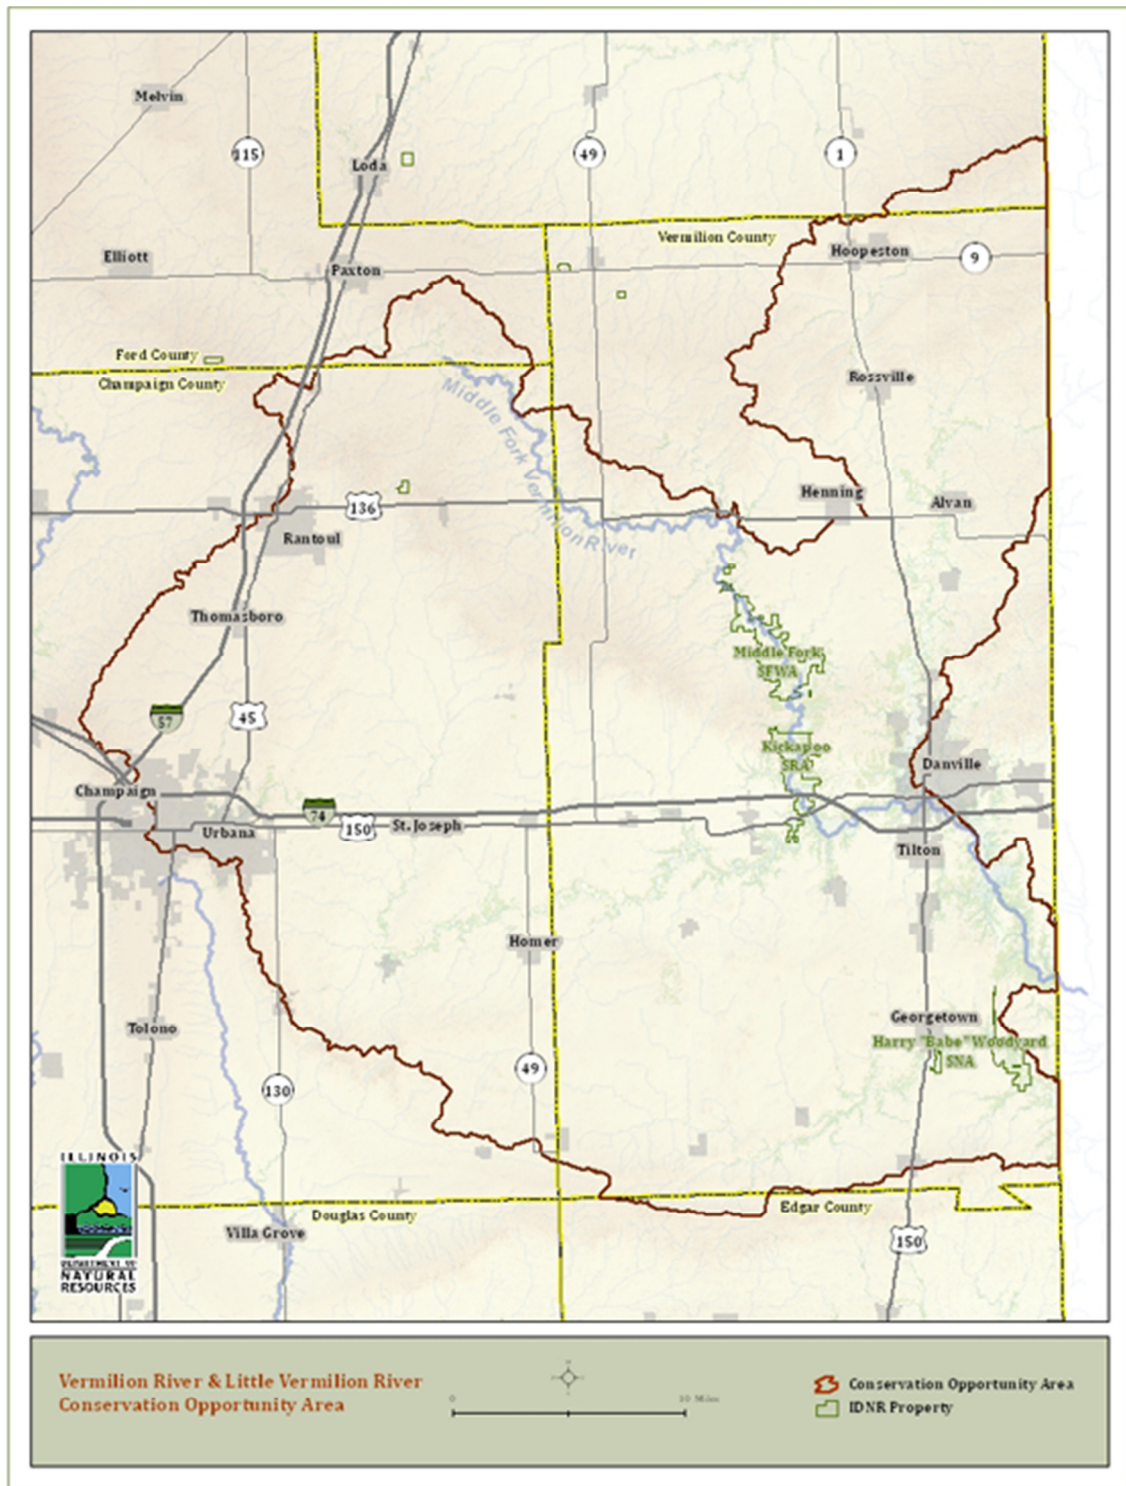 Melvin
115
49
1
Loda
Vermilion County
Hoopeston
9
Elliott
Paxton
Ford County
Champaign County
Rossville
Middle Fork Vermilion River
Henning
Alvan
136
Rantoul
Thomasboro
Middle Fork
SFWA
57
45
Kickapoo
SRA
Danville
Champaign
74
150
St. Joseph
Urbana
Tilton
Homer
Georgetown
Harry "Babe" Woodyard
SNA
Tolono
49
130
ILLINOIS
DEPARTMENT OF
NATURAL
RESOURCES
Douglas County
Edgar County
Villa Grove
150
Vermilion River & Little Vermilion River
Conservation Opportunity Area
0
10 Miles
Conservation Opportunity Area
IDNR Property